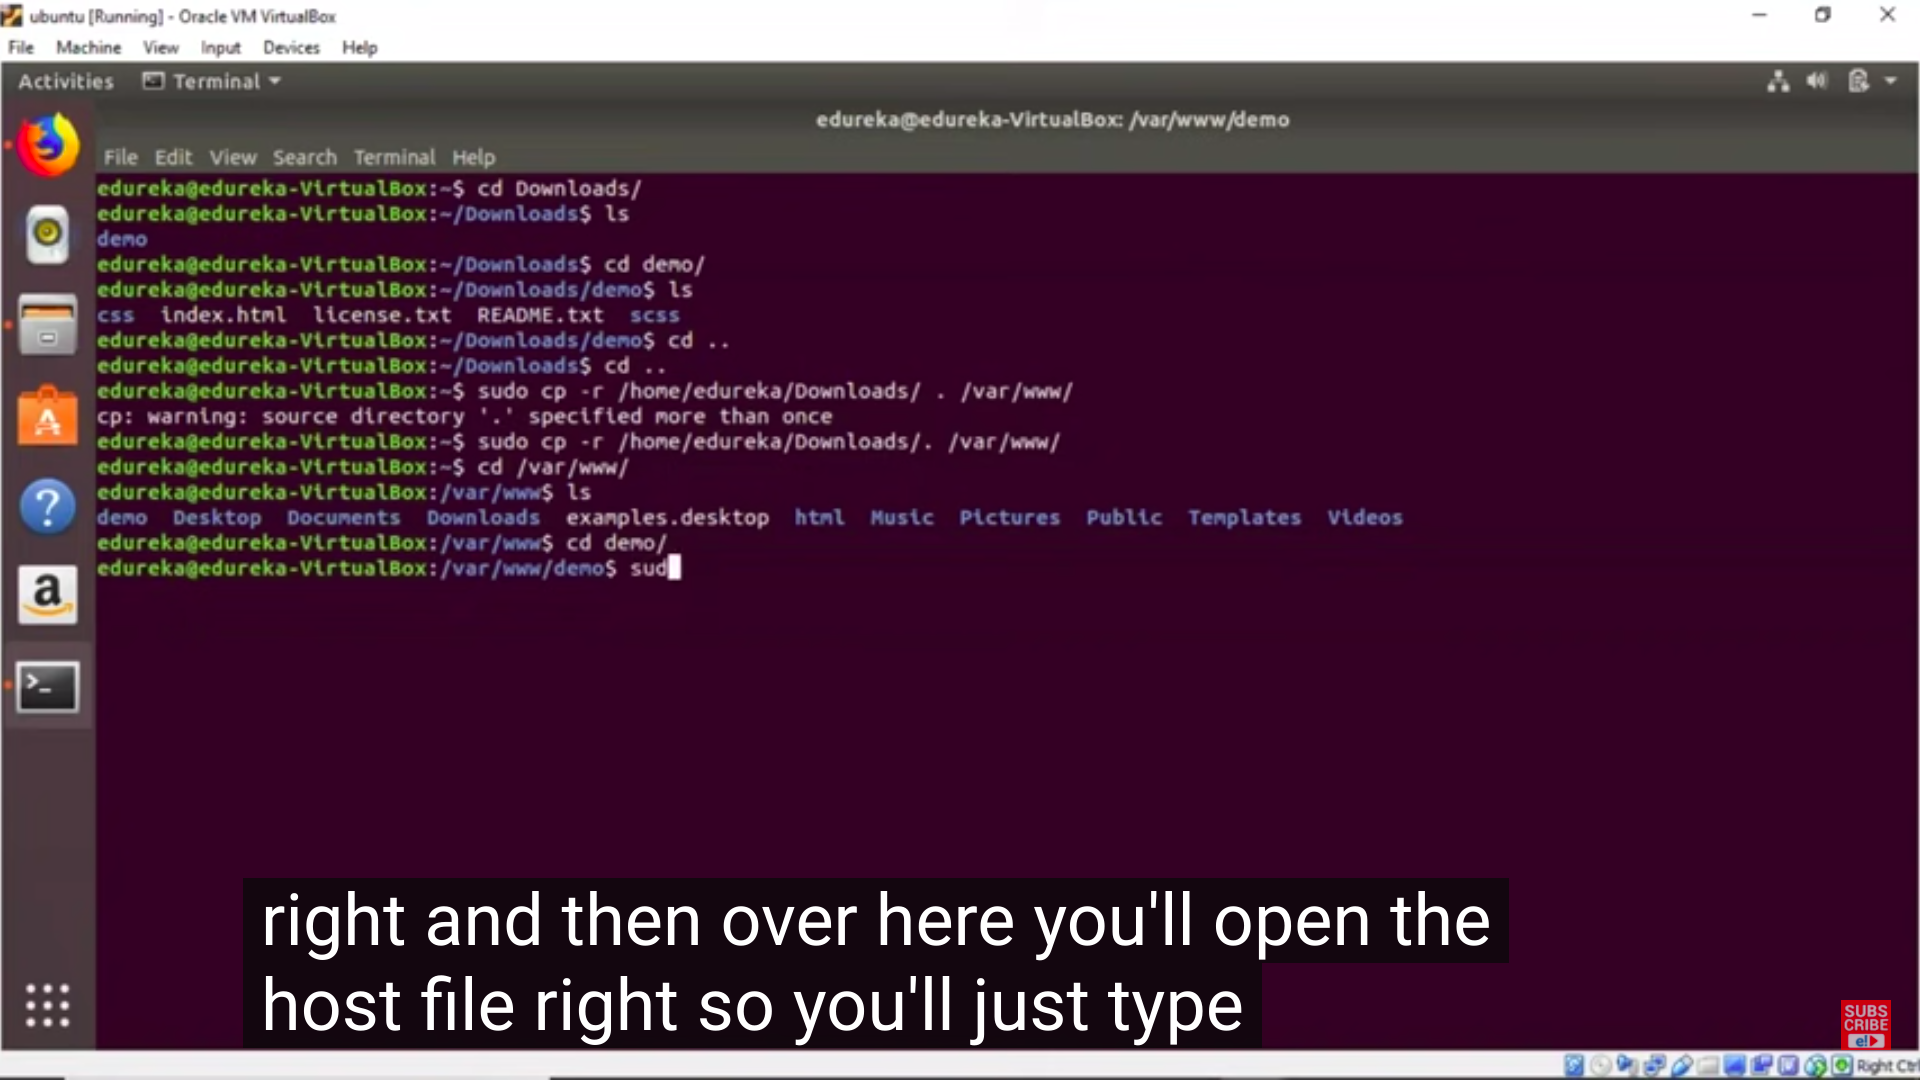 ubuntu [Running] - Oracle VM VirtualBox
File Machine View Input Devices Help
Activities Terminal
edureka@edureka-VirtualBox: /var/www/demo
File Edit View Search Terminal Help
edureka@edureka-VirtualBox:~$ cd Downloads/
edureka@edureka-VirtualBox:~/Downloads$ ls
demo
edureka@edureka-VirtualBox:~/Downloads$ cd demo/
edureka@edureka-VirtualBox:~/Downloads/demo$ ls
css index.html license.txt README.txt scss
edureka@edureka-VirtualBox:~/Downloads/demo$ cd ..
edureka@edureka-VirtualBox:~/Downloads$ cd ..
edureka@edureka-VirtualBox:~$ sudo cp -r /home/edureka/Downloads/ . /var/www/
cp: warning: source directory '.' specified more than once
edureka@edureka-VirtualBox:~$ sudo cp -r /home/edureka/Downloads/. /var/www/
edureka@edureka-VirtualBox:~$ cd /var/www/
edureka@edureka-VirtualBox:/var/www$ ls
demo Desktop Documents Downloads examples.desktop html Music Pictures Public Templates Videos
edureka@edureka-VirtualBox:/var/www$ cd demo/
edureka@edureka-VirtualBox:/var/www/demo$ sud
right and then over here you'll open the
host file right so you'll just type
SUBS
CRIBE
e!
Right Ctrl